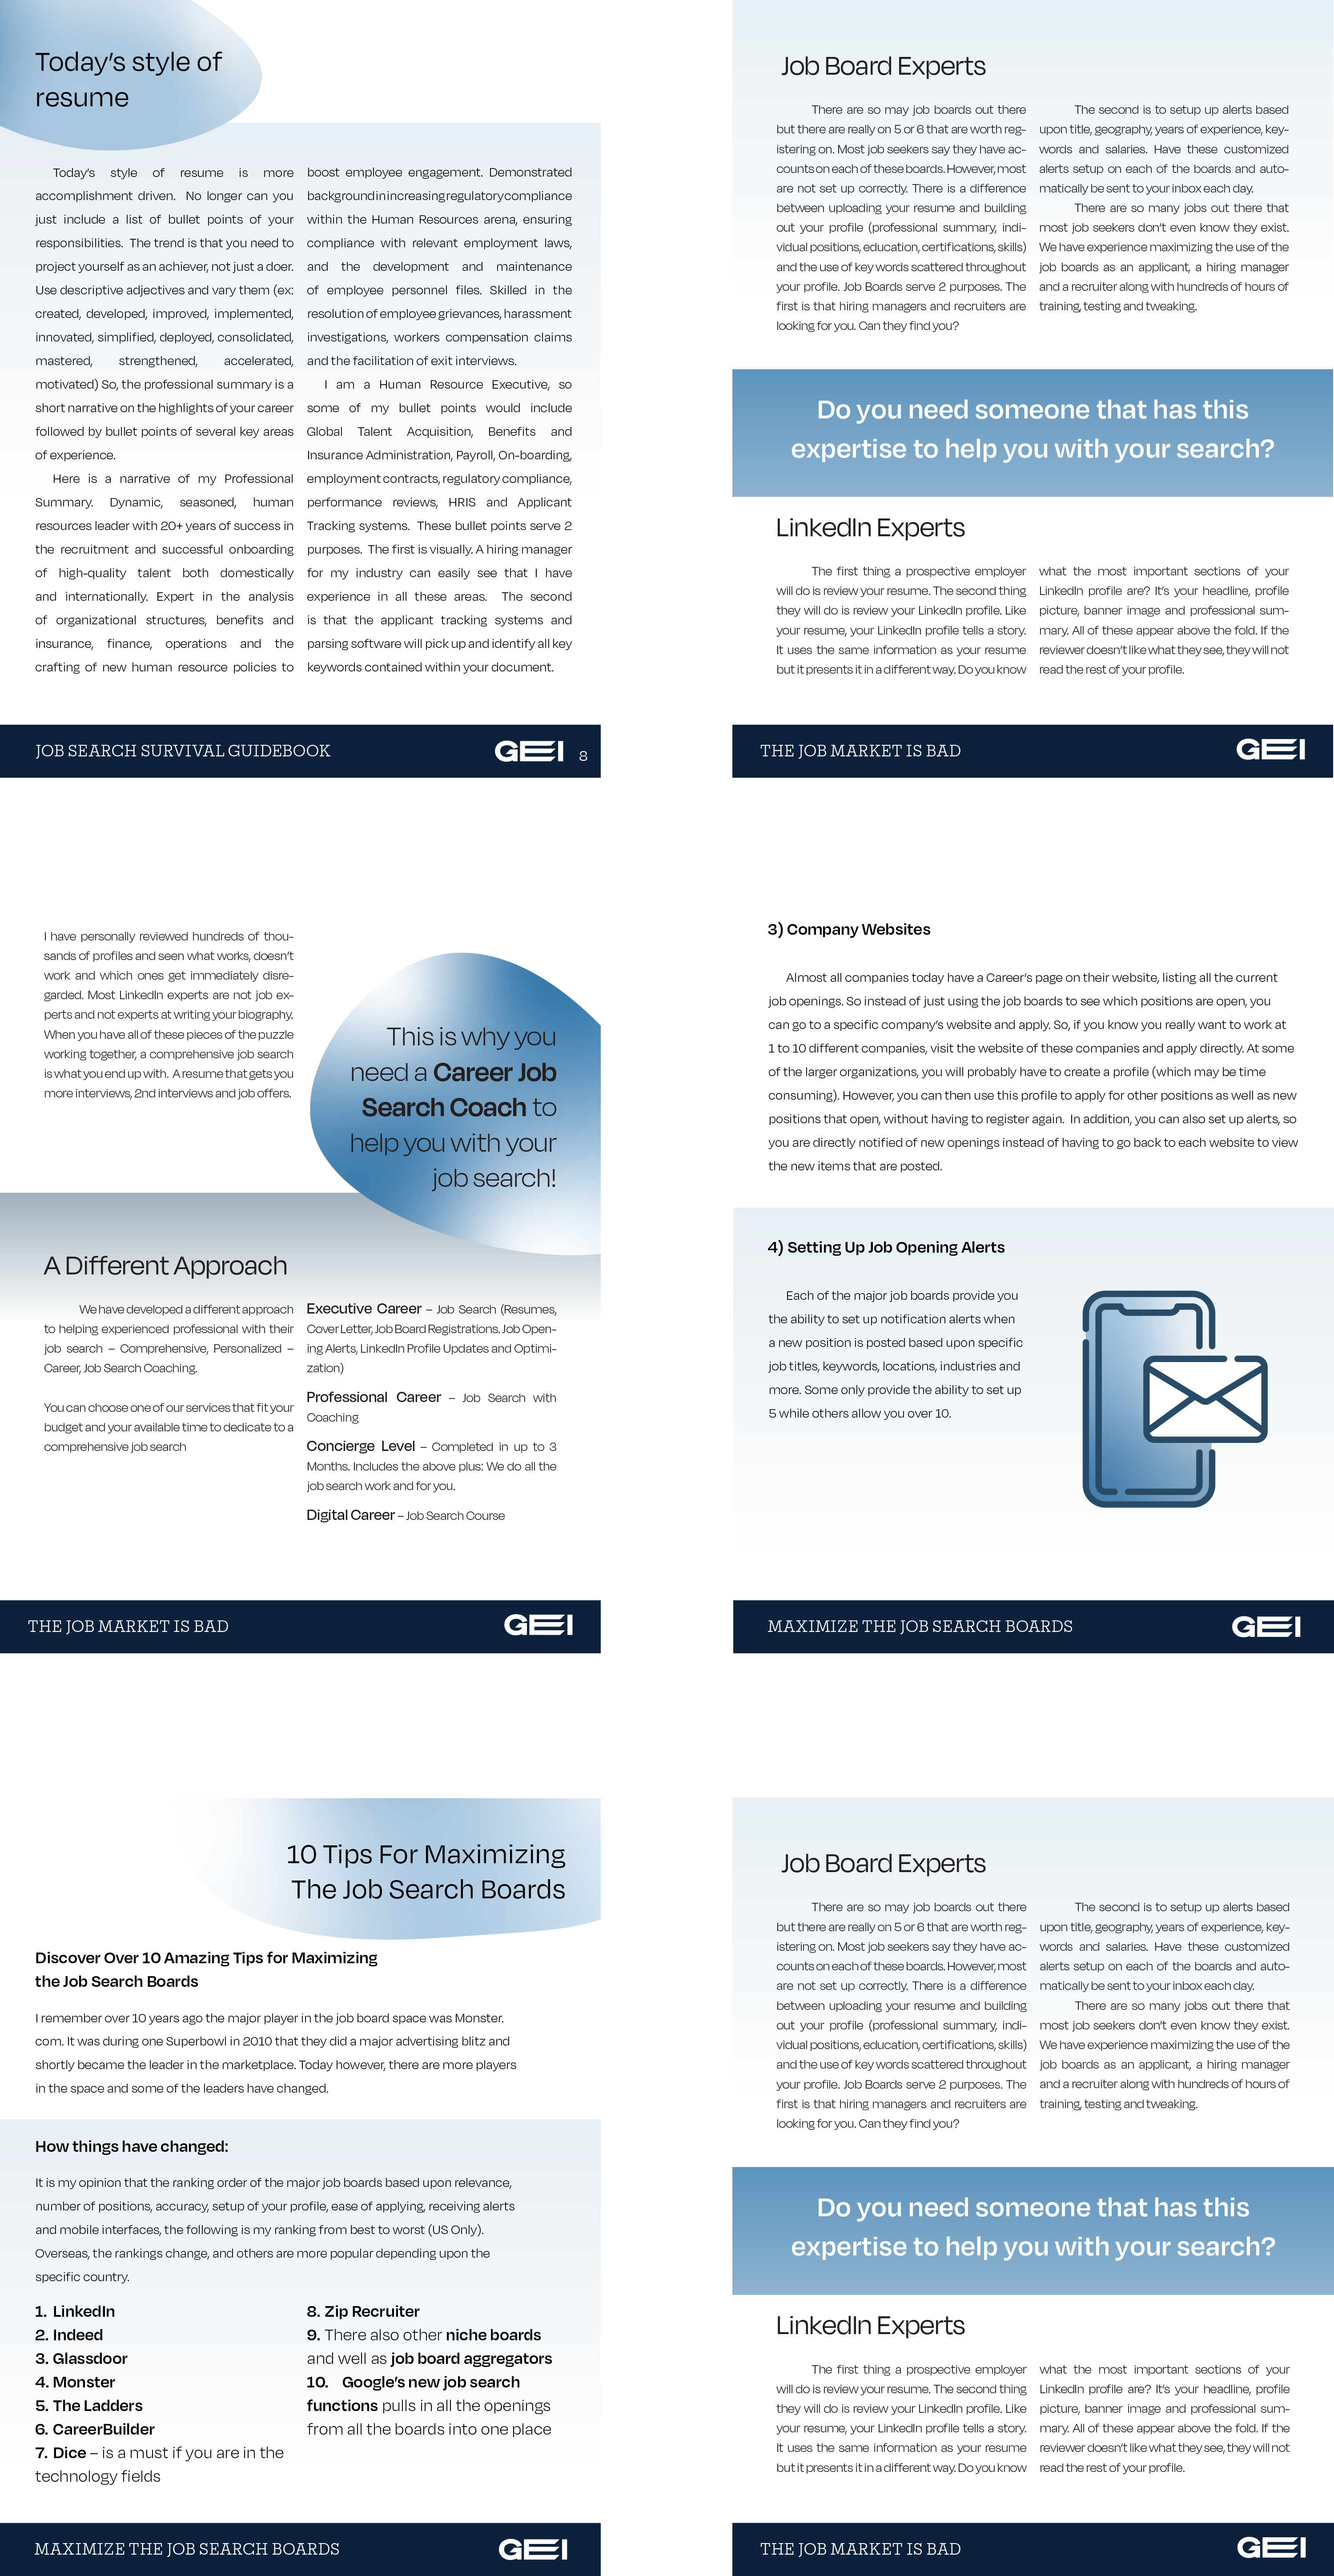 Today's style of
resume
Today's style of resume is more
accomplishment driven. No longer can you
just include a list of bullet points of your
responsibilities. The trend is that you need to
project yourself as an achiever, not just a doer.
Use descriptive adjectives and vary them (ex:
created, developed, improved, implemented,
innovated, simplified, deployed, consolidated,
mastered, strengthened, accelerated,
motivated) So, the professional summary is a
short narrative on the highlights of your career
followed by bullet points of several key areas
of experience.
Here is a narrative of my Professional
Summary. Dynamic, seasoned, human
resources leader with 20+ years of success in
the recruitment and successful onboarding
of high-quality talent both domestically
and internationally. Expert in the analysis
of organizational structures, benefits and
insurance, finance, operations and the
crafting of new human resource policies to
boost employee engagement. Demonstrated
background in increasing regulatory compliance
within the Human Resources arena, ensuring
compliance with relevant employment laws,
and the development and maintenance
of employee personnel files. Skilled in the
resolution of employee grievances, harassment
investigations, workers compensation claims
and the facilitation of exit interviews.
I am a Human Resource Executive, so
some of my bullet points would include
Global Talent Acquisition, Benefits and
Insurance Administration, Payroll, On-boarding,
employment contracts, regulatory compliance,
performance reviews, HRIS and Applicant
Tracking systems. These bullet points serve 2
purposes. The first is visually. A hiring manager
for my industry can easily see that I have
experience in all these areas. The second
is that the applicant tracking systems and
parsing software will pick up and identify all key
keywords contained within your document.
JOB SEARCH SURVIVAL GUIDEBOOK
GEI
8
Job Board Experts
There are so may job boards out there
but there are really on 5 or 6 that are worth reg-
istering on. Most job seekers say they have ac-
counts on each of these boards. However, most
are not set up correctly. There is a difference
between uploading your resume and building
out your profile (professional summary, indi-
vidual positions, education, certifications, skills)
and the use of key words scattered throughout
your profile. Job Boards serve 2 purposes. The
first is that hiring managers and recruiters are
looking for you. Can they find you?
The second is to setup up alerts based
upon title, geography, years of experience, key-
words and salaries. Have these customized
alerts setup on each of the boards and auto-
matically be sent to your inbox each day.
There are so many jobs out there that
most job seekers don't even know they exist.
We have experience maximizing the use of the
job boards as an applicant, a hiring manager
and a recruiter along with hundreds of hours of
training, testing and tweaking.
Do you need someone that has this
expertise to help you with your search?
LinkedIn Experts
The first thing a prospective employer
will do is review your resume. The second thing
they will do is review your LinkedIn profile. Like
your resume, your LinkedIn profile tells a story.
It uses the same information as your resume
but it presents it in a different way. Do you know
what the most important sections of your
LinkedIn profile are? It's your headline, profile
picture, banner image and professional sum-
mary. All of these appear above the fold. If the
reviewer doesn't like what they see, they will not
read the rest of your profile.
THE JOB MARKET IS BAD
GEI
I have personally reviewed hundreds of thou-
sands of profiles and seen what works, doesn't
work and which ones get immediately disre-
garded. Most LinkedIn experts are not job ex-
perts and not experts at writing your biography.
When you have all of these pieces of the puzzle
working together, a comprehensive job search
is what you end up with. A resume that gets you
more interviews, 2nd interviews and job offers.
This is why you
need a Career Job
Search Coach to
help you with your
job search!
A Different Approach
We have developed a different approach
to helping experienced professional with their
job search – Comprehensive, Personalized –
Career, Job Search Coaching.
You can choose one of our services that fit your
budget and your available time to dedicate to a
comprehensive job search
Executive Career – Job Search (Resumes,
Cover Letter, Job Board Registrations. Job Open-
ing Alerts, LinkedIn Profile Updates and Optimi-
zation)
Professional Career – Job Search with
Coaching
Concierge Level – Completed in up to 3
Months. Includes the above plus: We do all the
job search work and for you.
Digital Career – Job Search Course
THE JOB MARKET IS BAD
GEI
3) Company Websites
Almost all companies today have a Career's page on their website, listing all the current
job openings. So instead of just using the job boards to see which positions are open, you
can go to a specific company's website and apply. So, if you know you really want to work at
1 to 10 different companies, visit the website of these companies and apply directly. At some
of the larger organizations, you will probably have to create a profile (which may be time
consuming). However, you can then use this profile to apply for other positions as well as new
positions that open, without having to register again. In addition, you can also set up alerts, so
you are directly notified of new openings instead of having to go back to each website to view
the new items that are posted.
4) Setting Up Job Opening Alerts
Each of the major job boards provide you
the ability to set up notification alerts when
a new position is posted based upon specific
job titles, keywords, locations, industries and
more. Some only provide the ability to set up
5 while others allow you over 10.
MAXIMIZE THE JOB SEARCH BOARDS
GEI
10 Tips For Maximizing
The Job Search Boards
Discover Over 10 Amazing Tips for Maximizing
the Job Search Boards
I remember over 10 years ago the major player in the job board space was Monster.
com. It was during one Superbowl in 2010 that they did a major advertising blitz and
shortly became the leader in the marketplace. Today however, there are more players
in the space and some of the leaders have changed.
How things have changed:
It is my opinion that the ranking order of the major job boards based upon relevance,
number of positions, accuracy, setup of your profile, ease of applying, receiving alerts
and mobile interfaces, the following is my ranking from best to worst (US Only).
Overseas, the rankings change, and others are more popular depending upon the
specific country.
1. LinkedIn
2. Indeed
3. Glassdoor
4. Monster
5. The Ladders
6. CareerBuilder
7. Dice – is a must if you are in the
technology fields
8. Zip Recruiter
9. There also other niche boards
and well as job board aggregators
10. Google's new job search
functions pulls in all the openings
from all the boards into one place
MAXIMIZE THE JOB SEARCH BOARDS
GEI
Job Board Experts
There are so may job boards out there
but there are really on 5 or 6 that are worth reg-
istering on. Most job seekers say they have ac-
counts on each of these boards. However, most
are not set up correctly. There is a difference
between uploading your resume and building
out your profile (professional summary, indi-
vidual positions, education, certifications, skills)
and the use of key words scattered throughout
your profile. Job Boards serve 2 purposes. The
first is that hiring managers and recruiters are
looking for you. Can they find you?
The second is to setup up alerts based
upon title, geography, years of experience, key-
words and salaries. Have these customized
alerts setup on each of the boards and auto-
matically be sent to your inbox each day.
There are so many jobs out there that
most job seekers don't even know they exist.
We have experience maximizing the use of the
job boards as an applicant, a hiring manager
and a recruiter along with hundreds of hours of
training, testing and tweaking.
Do you need someone that has this
expertise to help you with your search?
LinkedIn Experts
The first thing a prospective employer
will do is review your resume. The second thing
they will do is review your LinkedIn profile. Like
your resume, your LinkedIn profile tells a story.
It uses the same information as your resume
but it presents it in a different way. Do you know
what the most important sections of your
LinkedIn profile are? It's your headline, profile
picture, banner image and professional sum-
mary. All of these appear above the fold. If the
reviewer doesn't like what they see, they will not
read the rest of your profile.
THE JOB MARKET IS BAD
GEI